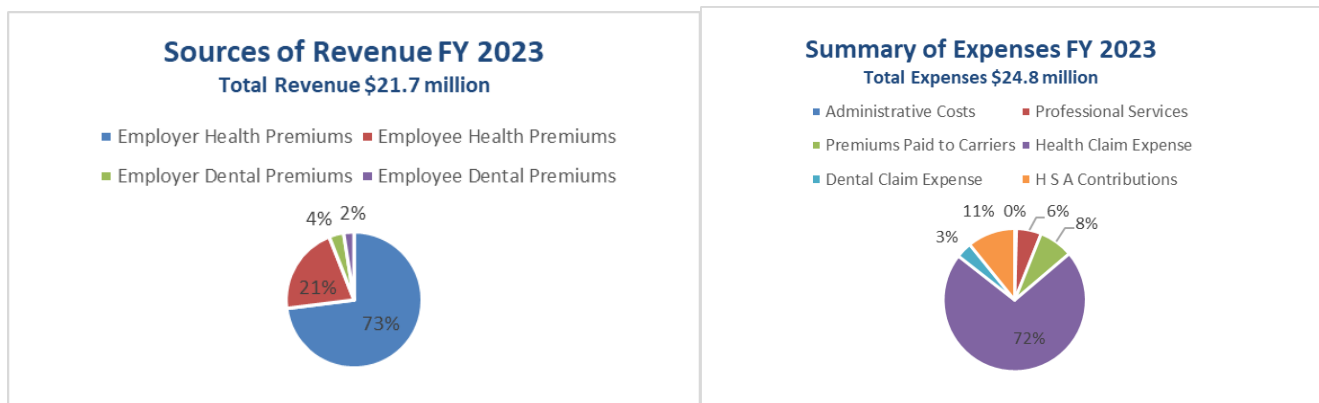 Sources of Revenue FY 2023
Total Revenue $21.7 million
Employer Health Premiums Employee Health Premiums
Employer Dental Premiums Employee Dental Premiums
4% 2%
21%
73%
Summary of Expenses FY 2023
Total Expenses $24.8 million
Administrative Costs Professional Services
Premiums Paid to Carriers Health Claim Expense
Dental Claim Expense H S A Contributions
11% 0% 6%
8%
3%
72%